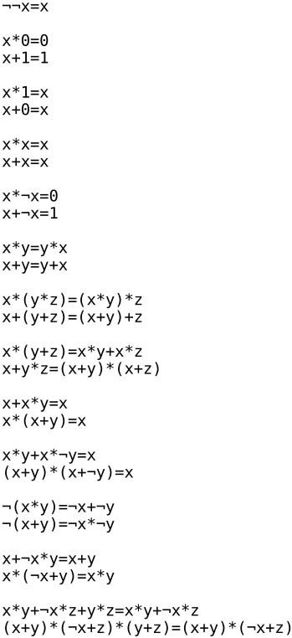 ¬¬x=x
x*0=0
x+1=1
x*1=x
x+0=x
x*x=x
x+x=x
x*¬x=0
x+¬x=1
x*y=y*x
x+y=y+x
x*(y*z)=(x*y)*z
x+(y+z)=(x+y)+z
x*(y+z)=x*y+x*z
x+y*z=(x+y)*(x+z)
x+x*y=x
x*(x+y)=x
x*y+x*¬y=x
(x+y)*(x+¬y)=x
¬(x*y)=¬x+¬y
¬(x+y)=¬x*¬y
x+¬x*y=x+y
x*(¬x+y)=x*y
x*y+¬x*z+y*z=x*y+¬x*z
(x+y)*(¬x+z)*(y+z)=(x+y)*(¬x+z)